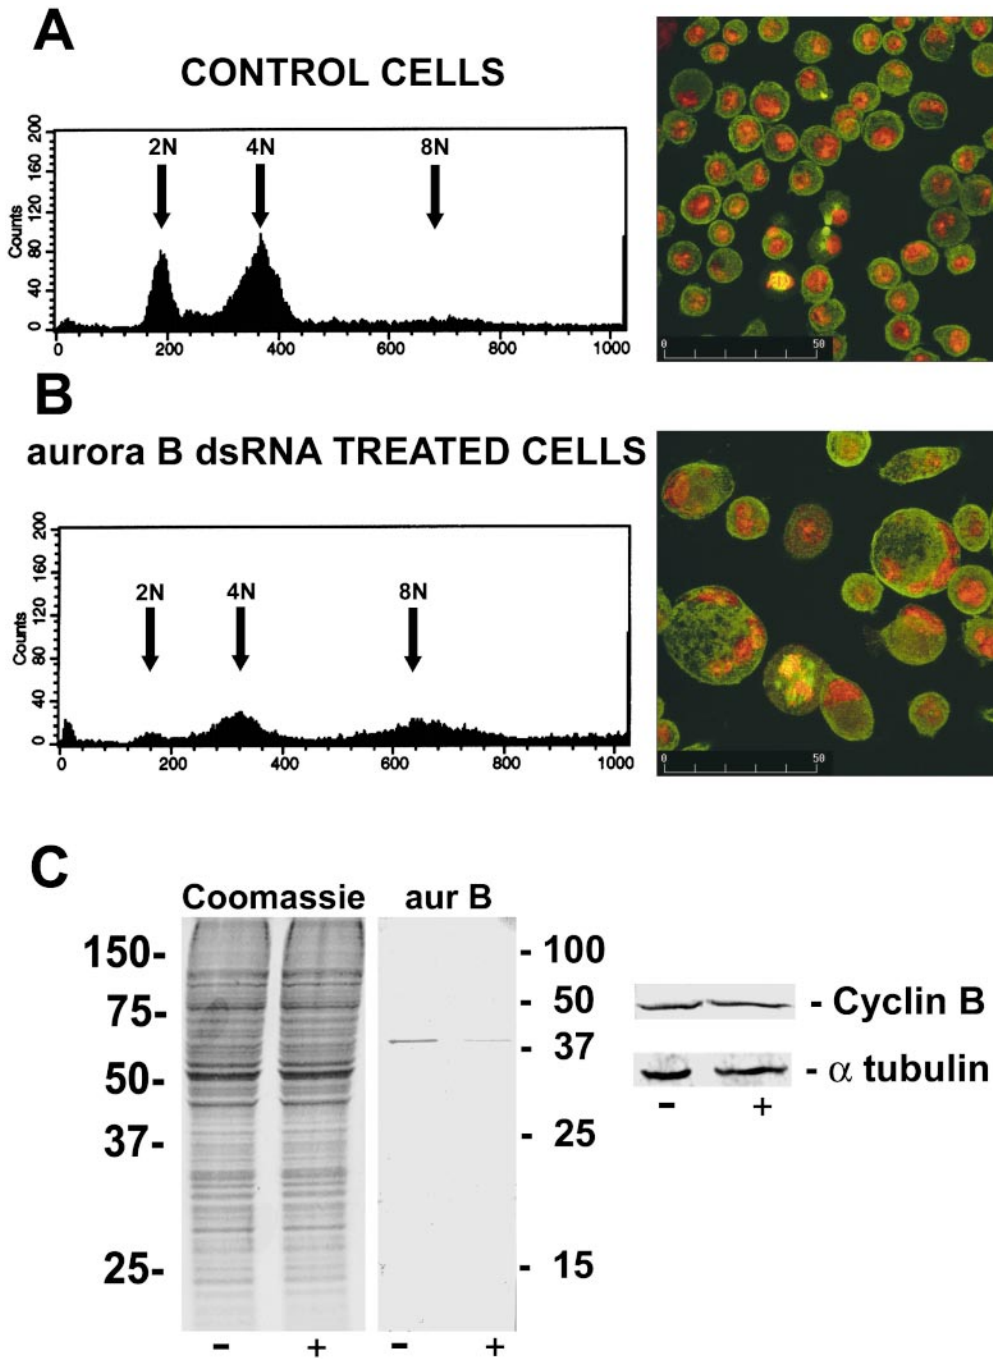 A
CONTROL CELLS
200
160
120
80
40
0
Counts
2N 4N 8N
0 200 400 600 800 1000
0 50
B
aurora B dsRNA TREATED CELLS
200
160
120
80
40
0
Counts
2N 4N 8N
0 200 400 600 800 1000
0 50
C
Coomassie aur B
150-
75-
50-
37-
25-
- 100
- 50
- 37
- 25
- 15
- +
- +
- Cyclin B
- α tubulin
- +